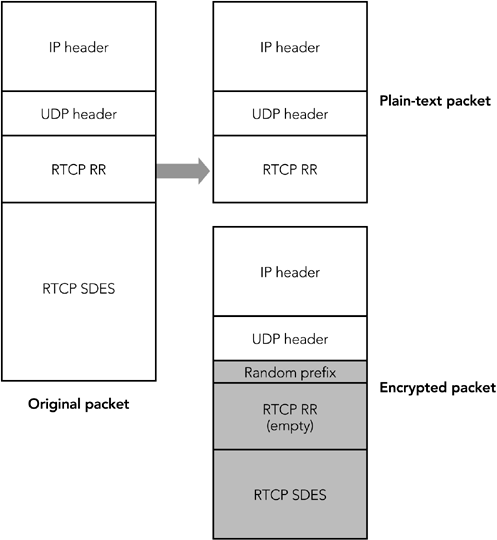 IP header
UDP header
RTCP RR
RTCP SDES
Original packet
IP header
UDP header
RTCP RR
Plain-text packet
IP header
UDP header
Random prefix
RTCP RR
(empty)
RTCP SDES
Encrypted packet